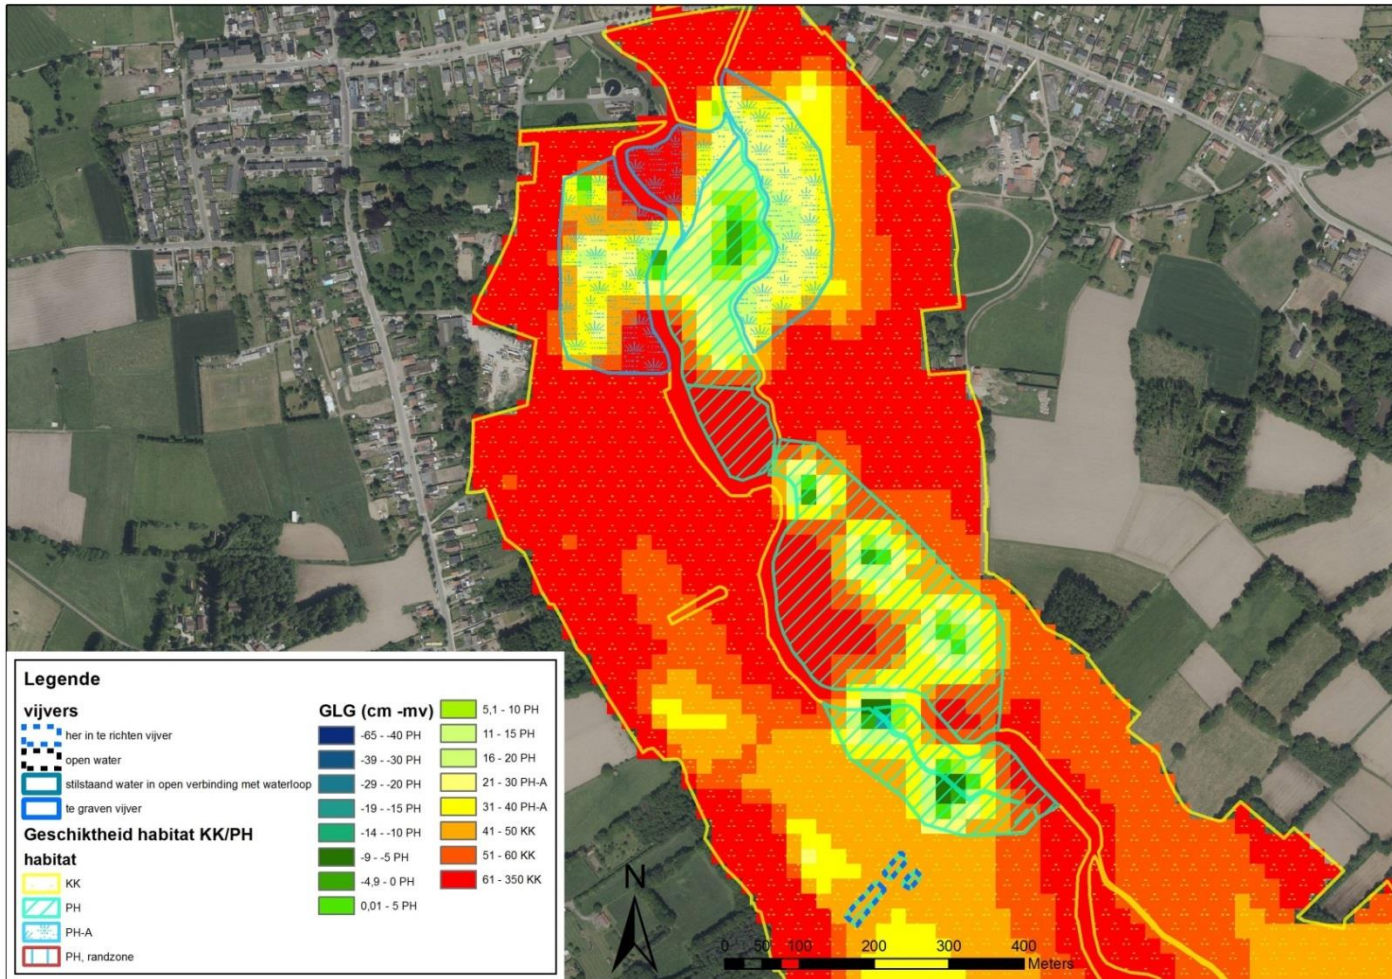 Legende
vijvers
her in te richten vijver
open water
stilstaand water in open verbinding met waterloop
te graven vijver
Geschiktheid habitat KK/PH
habitat
KK
PH
PH-A
PH, randzone
GLG (cm -mv)
-65 - -40 PH
-39 - -30 PH
-29 - -20 PH
-19 - -15 PH
-14 - -10 PH
-9 - -5 PH
-4,9 - 0 PH
0,01 - 5 PH
5,1 - 10 PH
11 - 15 PH
16 - 20 PH
21 - 30 PH-A
31 - 40 PH-A
41 - 50 KK
51 - 60 KK
61 - 350 KK
N
0 50 100 200 300 400
Meters